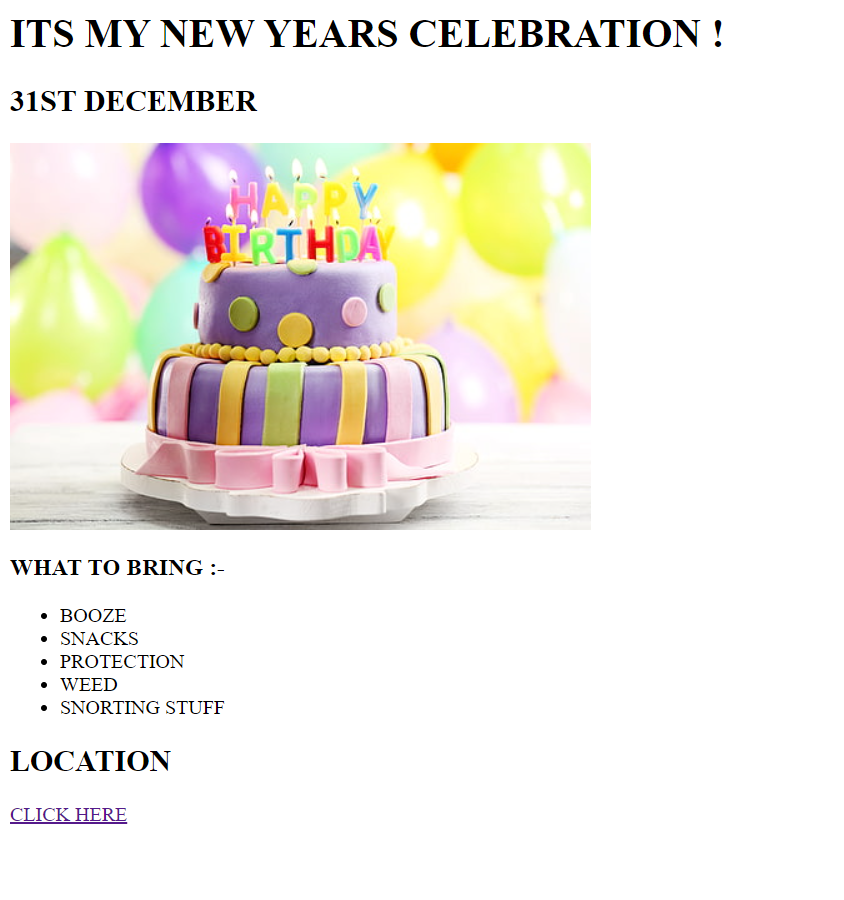 ITS MY NEW YEARS CELEBRATION !
31ST DECEMBER
HAPPY
BIRTHDAY
WHAT TO BRING :-
BOOZE
SNACKS
PROTECTION
WEED
SNORTING STUFF
LOCATION
CLICK HERE